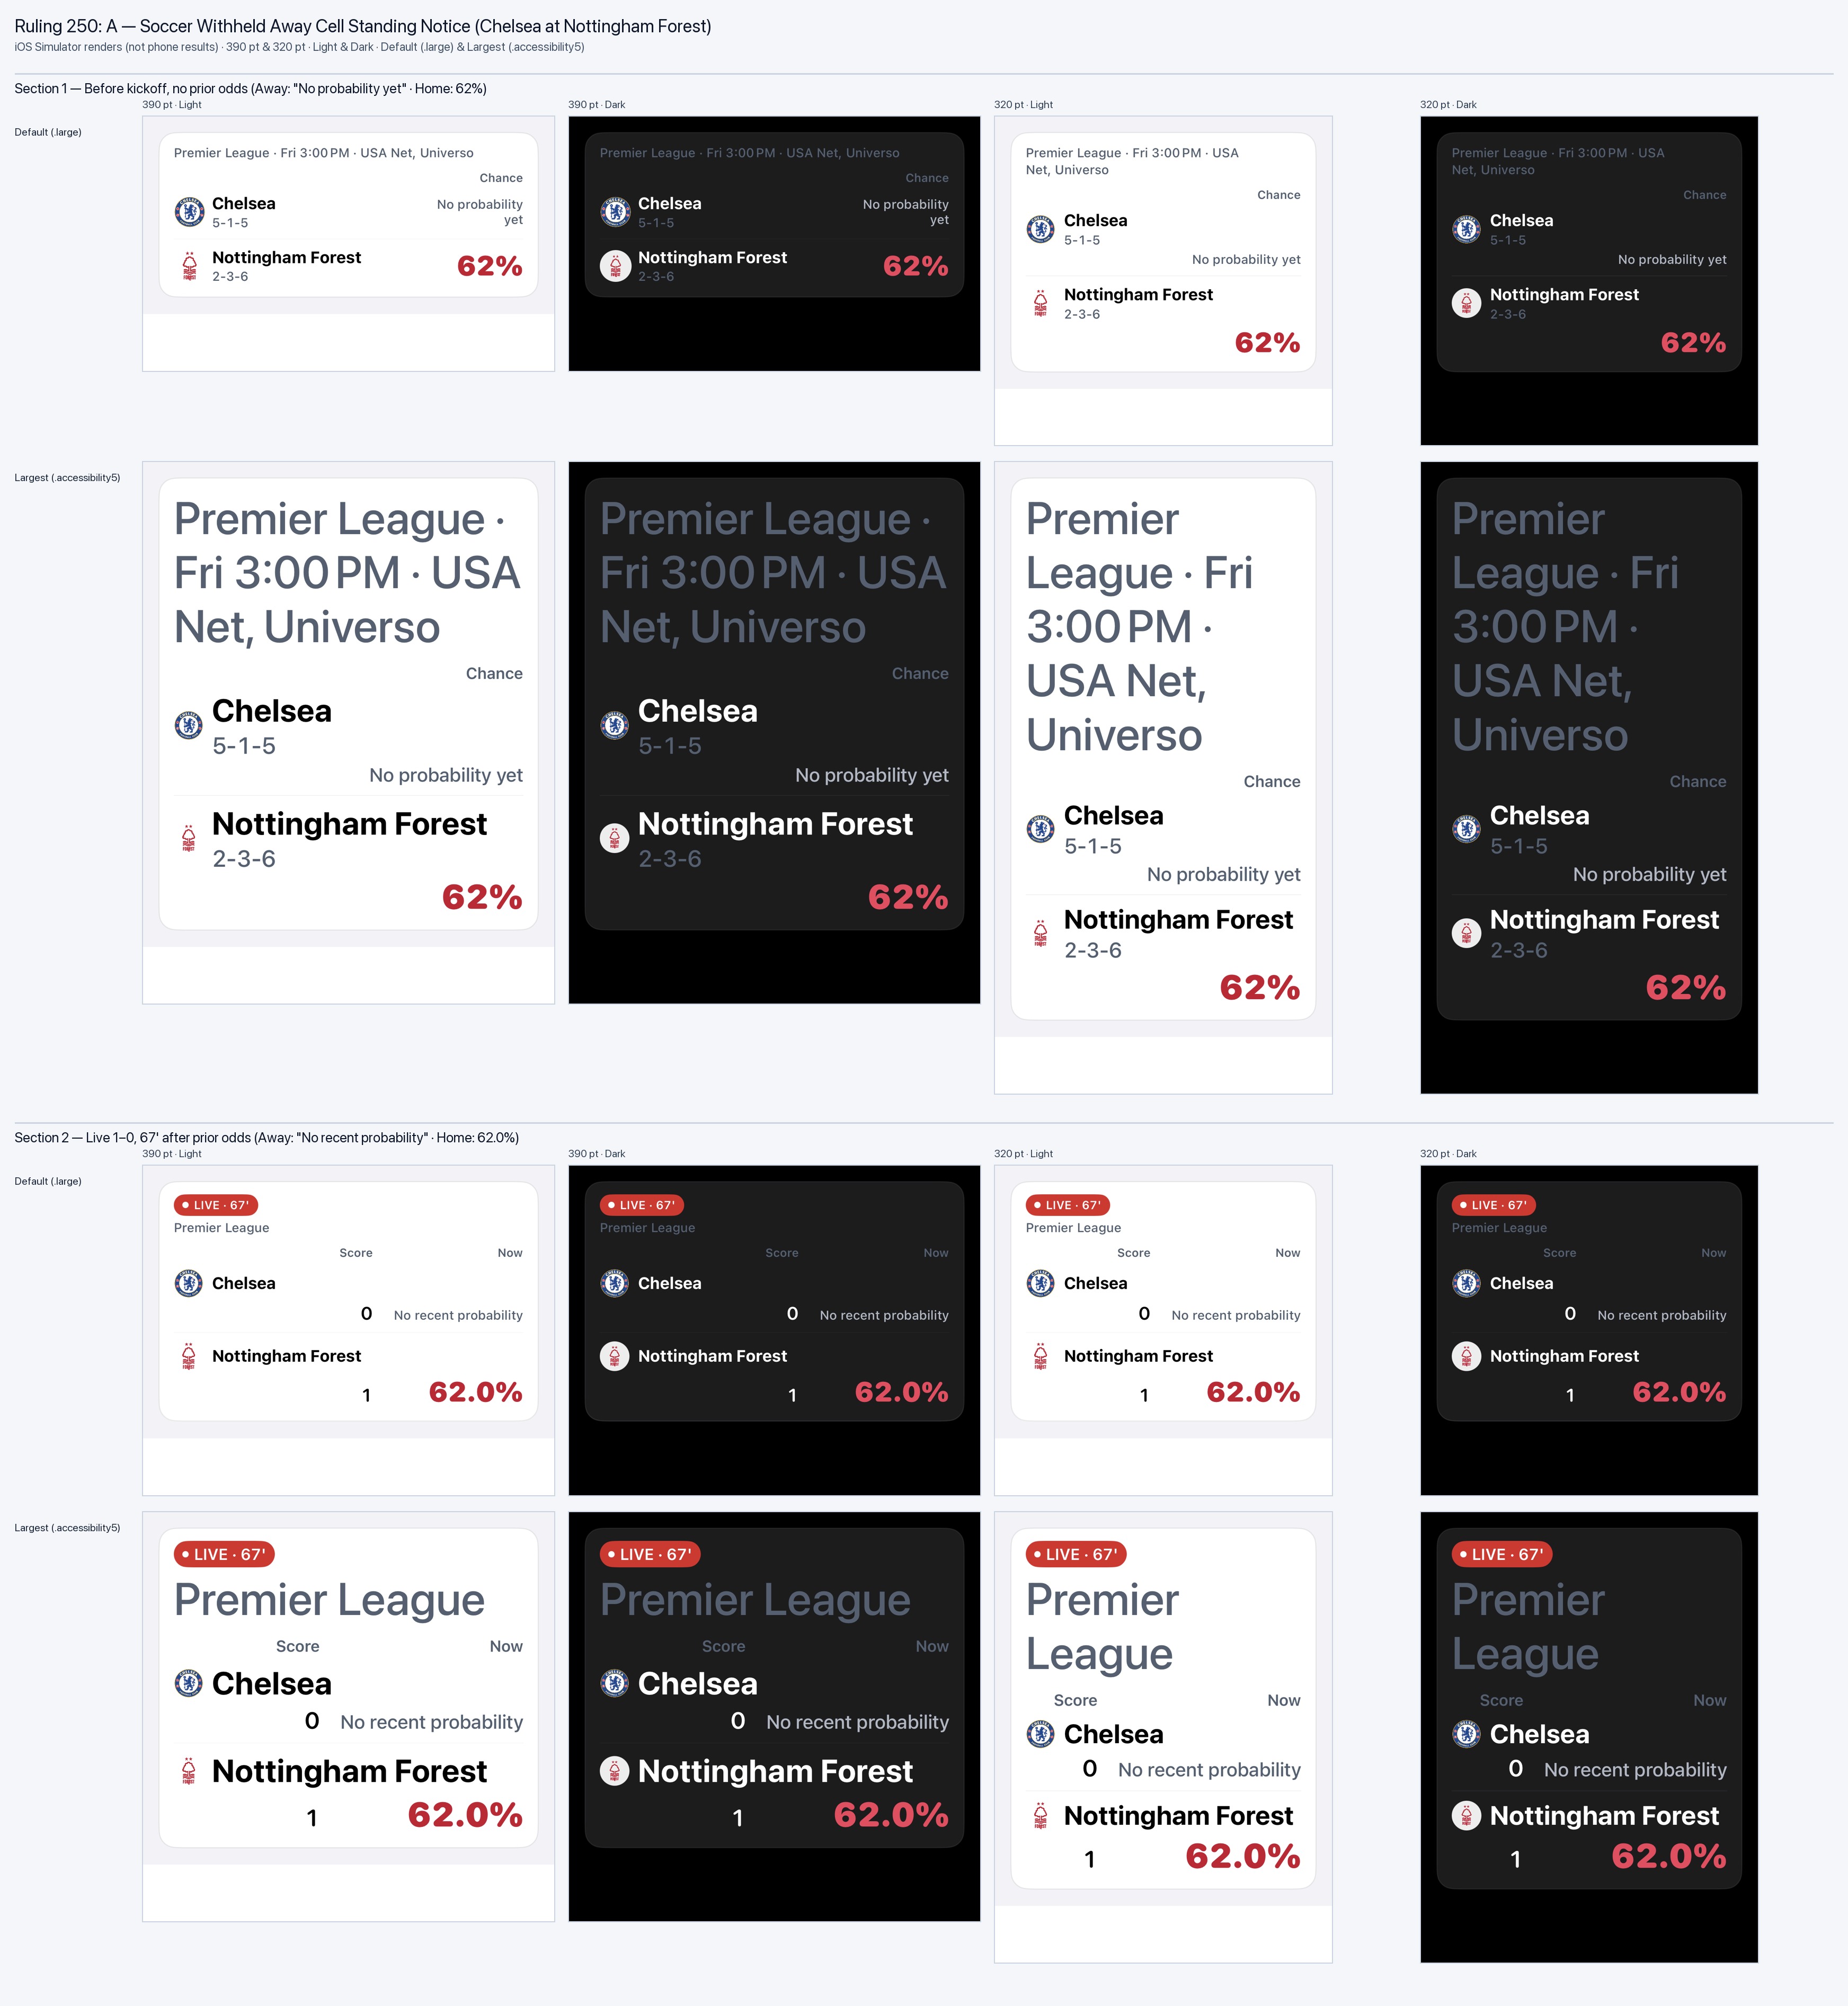 Ruling 250: A — Soccer Withheld Away Cell Standing Notice (Chelsea at Nottingham Forest)
iOS Simulator renders (not phone results) · 390 pt & 320 pt · Light & Dark · Default (.large) & Largest (.accessibility5)
Section 1 — Before kickoff, no prior odds (Away: "No probability yet" · Home: 62%)
390 pt · Light
390 pt · Dark
320 pt · Light
320 pt · Dark
Default (.large)
Premier League · Fri 3:00 PM · USA Net, Universo
Chance
Chelsea
5-1-5
No probability
yet
Nottingham Forest
2-3-6
62%
Premier League · Fri 3:00 PM · USA Net, Universo
Chance
Chelsea
5-1-5
No probability
yet
Nottingham Forest
2-3-6
62%
Premier League · Fri 3:00 PM · USA
Net, Universo
Chance
Chelsea
5-1-5
No probability yet
Nottingham Forest
2-3-6
62%
Premier League · Fri 3:00 PM · USA
Net, Universo
Chance
Chelsea
5-1-5
No probability yet
Nottingham Forest
2-3-6
62%
Largest (.accessibility5)
Premier League ·
Fri 3:00 PM · USA
Net, Universo
Chance
Chelsea
5-1-5
No probability yet
Nottingham Forest
2-3-6
62%
Premier League ·
Fri 3:00 PM · USA
Net, Universo
Chance
Chelsea
5-1-5
No probability yet
Nottingham Forest
2-3-6
62%
Premier
League · Fri
3:00 PM ·
USA Net,
Universo
Chance
Chelsea
5-1-5
No probability yet
Nottingham Forest
2-3-6
62%
Premier
League · Fri
3:00 PM ·
USA Net,
Universo
Chance
Chelsea
5-1-5
No probability yet
Nottingham Forest
2-3-6
62%
Section 2 — Live 1–0, 67' after prior odds (Away: "No recent probability" · Home: 62.0%)
390 pt · Light
390 pt · Dark
320 pt · Light
320 pt · Dark
Default (.large)
LIVE · 67'
Premier League
Score Now
Chelsea
0 No recent probability
Nottingham Forest
1 62.0%
LIVE · 67'
Premier League
Score Now
Chelsea
0 No recent probability
Nottingham Forest
1 62.0%
LIVE · 67'
Premier League
Score Now
Chelsea
0 No recent probability
Nottingham Forest
1 62.0%
LIVE · 67'
Premier League
Score Now
Chelsea
0 No recent probability
Nottingham Forest
1 62.0%
Largest (.accessibility5)
LIVE · 67'
Premier League
Score Now
Chelsea
0 No recent probability
Nottingham Forest
1 62.0%
LIVE · 67'
Premier League
Score Now
Chelsea
0 No recent probability
Nottingham Forest
1 62.0%
LIVE · 67'
Premier
League
Score Now
Chelsea
0 No recent probability
Nottingham Forest
1 62.0%
LIVE · 67'
Premier
League
Score Now
Chelsea
0 No recent probability
Nottingham Forest
1 62.0%